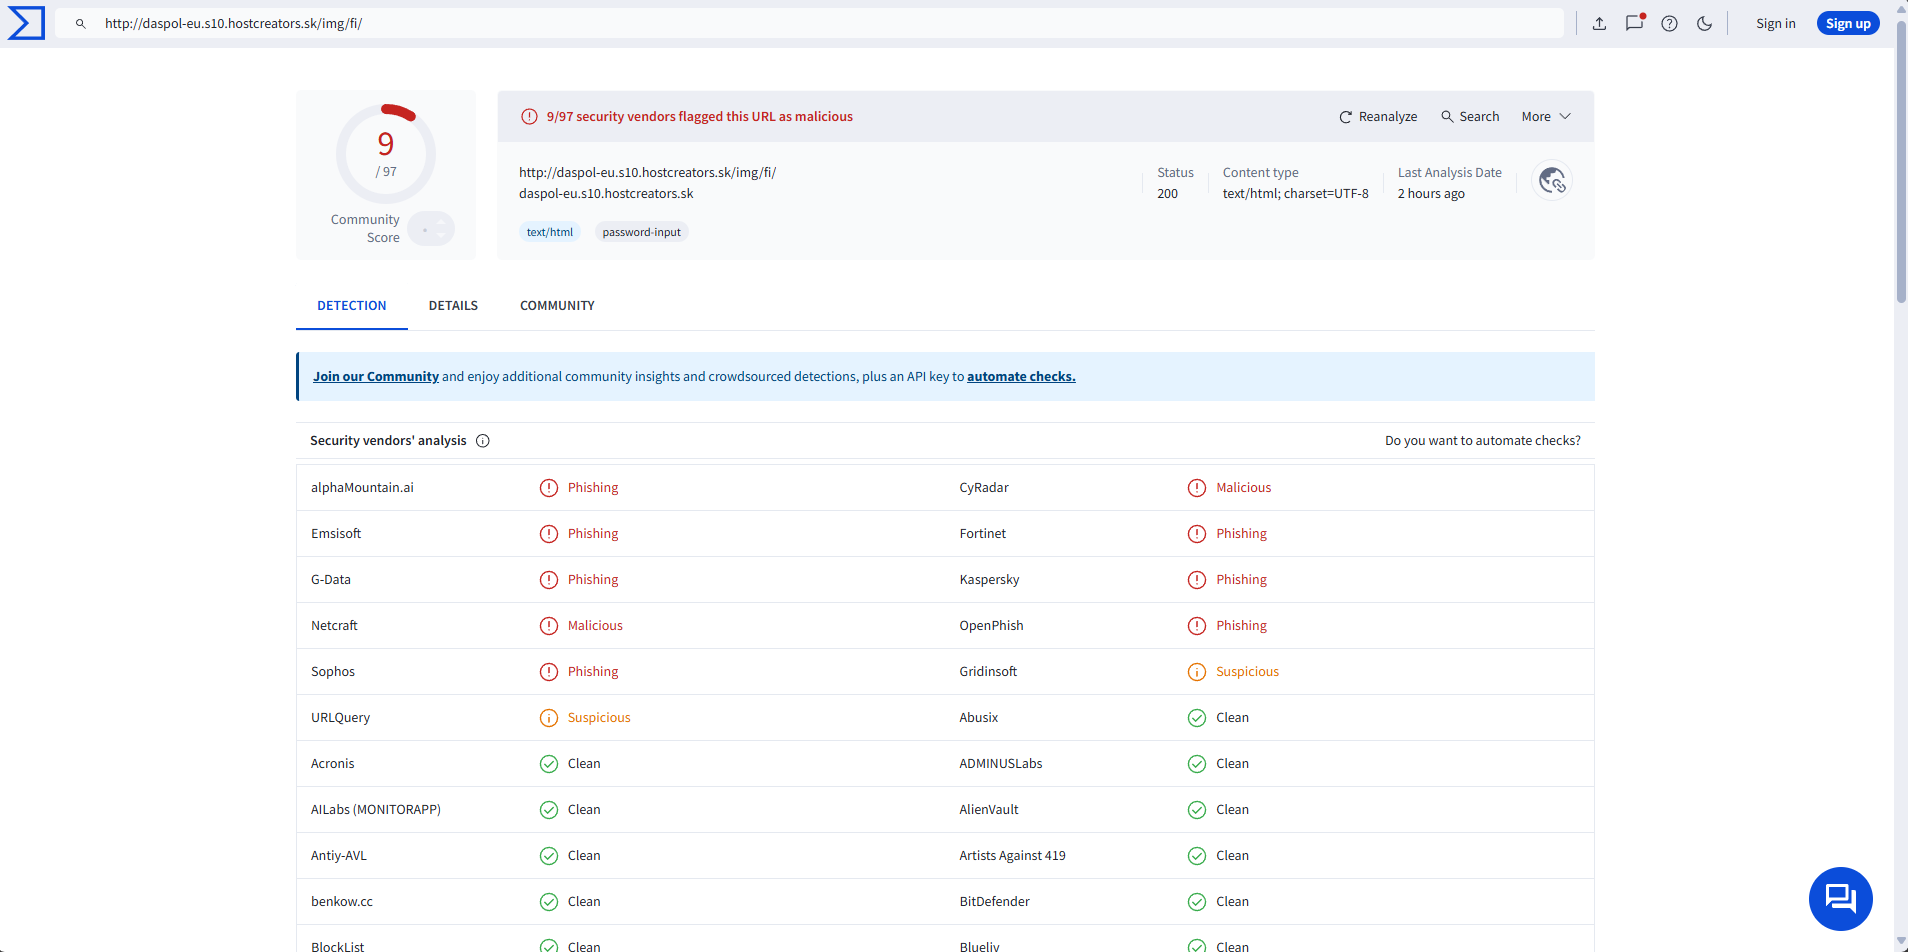 http://daspol-eu.s10.hostcreators.sk/img/fi/
Sign in
Sign up
9
/ 97
Community
Score
9/97 security vendors flagged this URL as malicious
Reanalyze
Search
More
http://daspol-eu.s10.hostcreators.sk/img/fi/
daspol-eu.s10.hostcreators.sk
text/html
password-input
Status
200
Content type
text/html; charset=UTF-8
Last Analysis Date
2 hours ago
DETECTION
DETAILS
COMMUNITY
Join our Community and enjoy additional community insights and crowdsourced detections, plus an API key to automate checks.
Security vendors' analysis
Do you want to automate checks?
alphaMountain.ai Phishing CyRadar Malicious
Emsisoft Phishing Fortinet Phishing
G-Data Phishing Kaspersky Phishing
Netcraft Malicious OpenPhish Phishing
Sophos Phishing Gridinsoft Suspicious
URLQuery Suspicious Abusix Clean
Acronis Clean ADMINUSLabs Clean
AILabs (MONITORAPP) Clean AlienVault Clean
Antiy-AVL Clean Artists Against 419 Clean
benkow.cc Clean BitDefender Clean
BlockList Clean Blueliv Clean